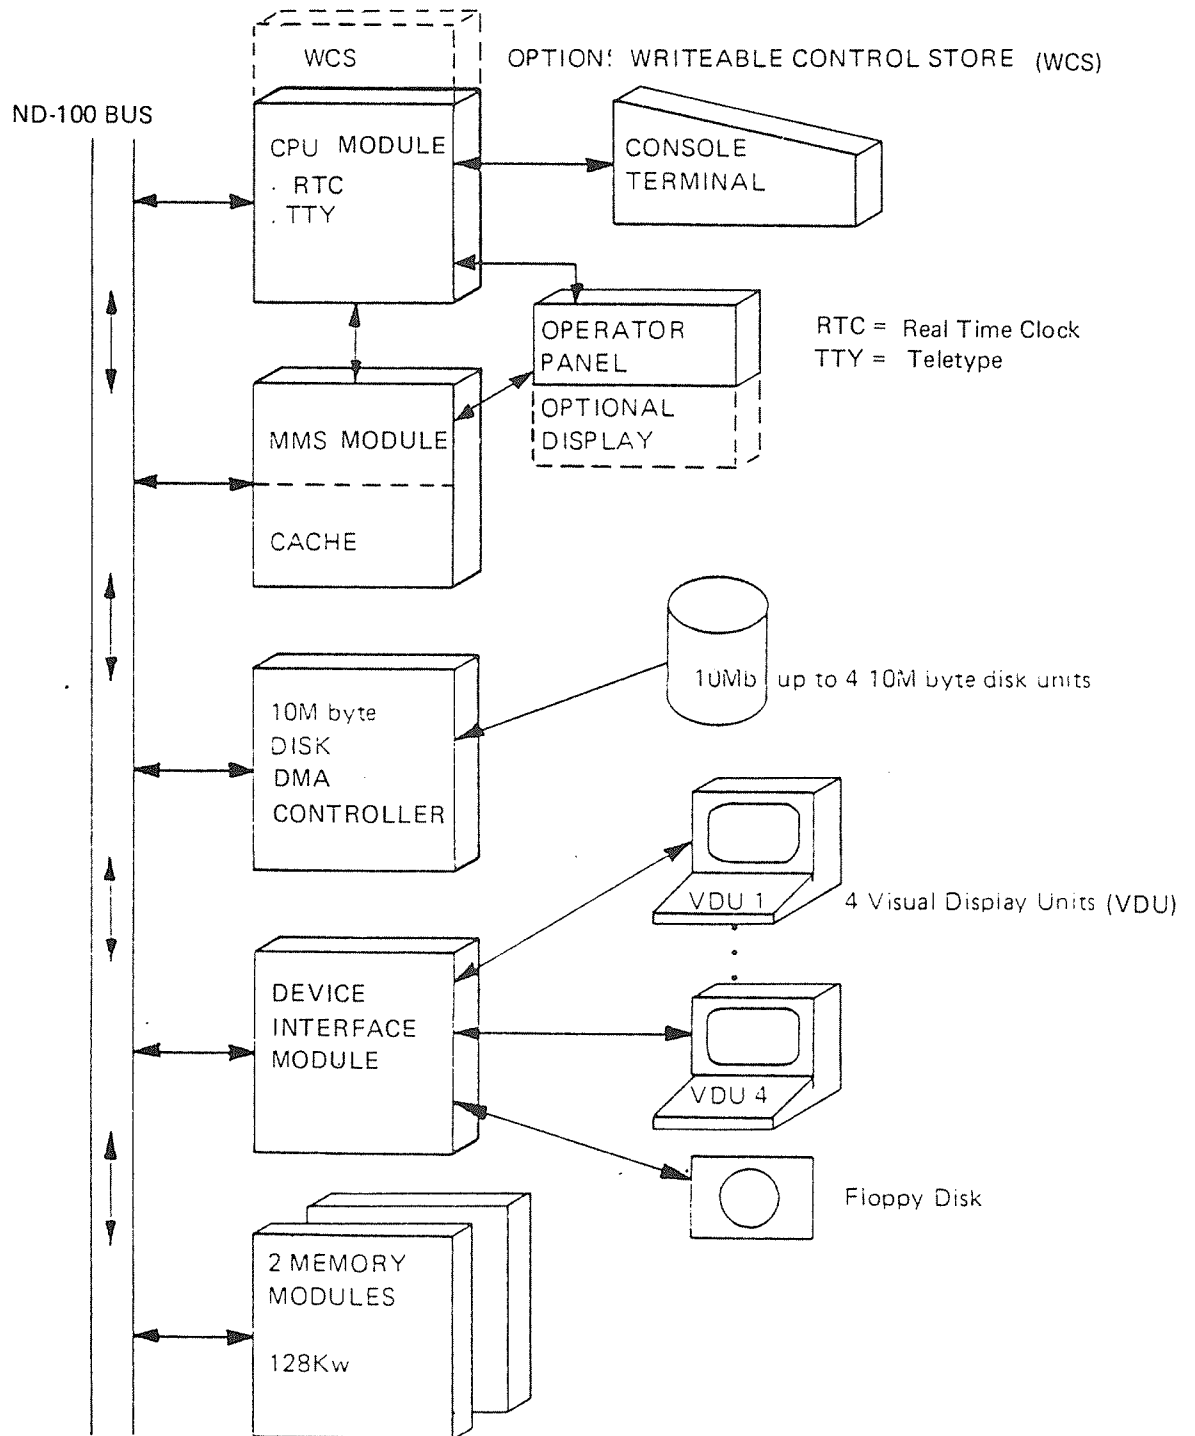 WCS
OPTION: WRITEABLE CONTROL STORE (WCS)
ND-100 BUS
CPU MODULE
. RTC
. TTY
CONSOLE
TERMINAL
OPERATOR
PANEL
RTC = Real Time Clock
TTY = Teletype
OPTIONAL
DISPLAY
MMS MODULE
CACHE
10Mb up to 4 10M byte disk units
10M byte
DISK
DMA
CONTROLLER
VDU 1
4 Visual Display Units (VDU)
DEVICE
INTERFACE
MODULE
VDU 4
Floppy Disk
2 MEMORY
MODULES
128Kw